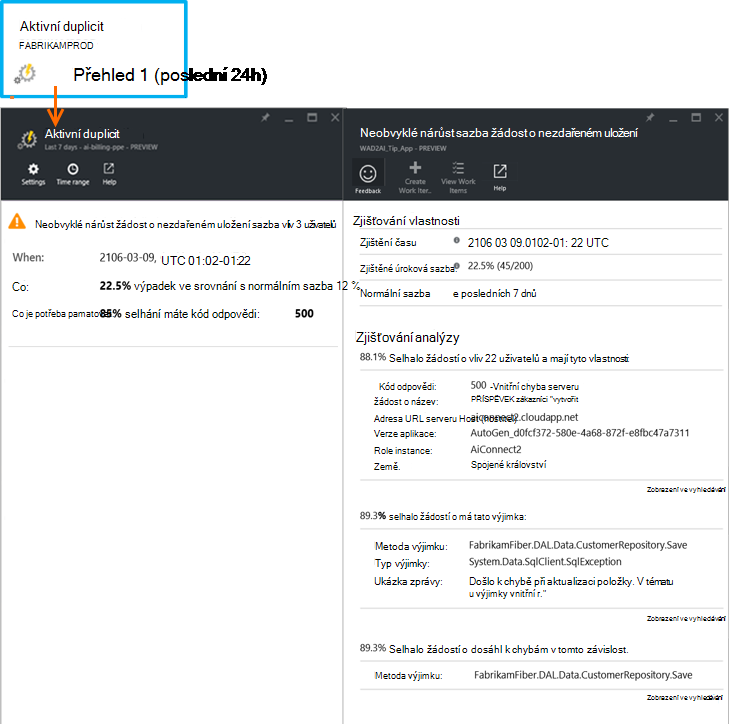 Aktivní duplicit
FABRIKAMPROD
Přehled 1 (poslední 24h)
Aktivní duplicit
Last 7 days - ai-billing-ppe - PREVIEW
Settings
Time range
Help
Neobvyklé nárůst žádost o nezdařeném uložení sazba vliv 3 uživatelů
When:
2106-03-09, UTC 01:02-01:22
Co:
22.5% výpadek ve srovnání s normálním sazba 12 %
Co je potřeba pamatovat
85% selhání máte kód odpovědi:
500
Neobvyklé nárůst sazba žádost o nezdařeném uložení
WAD2AI_Tip_App - PREVIEW
Feedback
Create Work Iter..
View Work Items
Help
Zjišťování vlastnosti
Zjištění času
2106 03 09.0102-01: 22 UTC
Zjištěné úroková sazba
22.5% (45/200)
Normální sazba
e posledních 7 dnů
Zjišťování analýzy
88.1% Selhalo žádostí o vliv 22 uživatelů a mají tyto vlastnosti
Kód odpovědi:
500 -Vnitřní chyba serveru
žádost o název:
PŘÍSPĚVEK zákazníci "vytvořit
Adresa URL serveru Host (hostitel)
aiconnect2.cloudapp.net
Verze aplikace:
AutoGen_d0fcf372-580e-4a68-872f-e8fbc47a7311
Role instance:
AiConnect2
Země.
Spojené království
Zobrazení ve vyhledávání
89.3% selhalo žádostí o má tato výjimka:
Metoda výjimku:
FabrikamFiber.DAL.Data.CustomerRepository.Save
Typ výjimky:
System.Data.SqlClient.SqlException
Ukázka zprávy:
Došlo k chybě při aktualizaci položky. V tématu
u výjimky vnitřní r."
Zobrazení ve vyhledávání
89.3% Selhalo žádostí o dosáhl k chybám v tomto závislost.
Metoda výjimku:
FabrikamFiber.DAL.Data.CustomerRepository.Save
Zobrazení ve vyhledávání